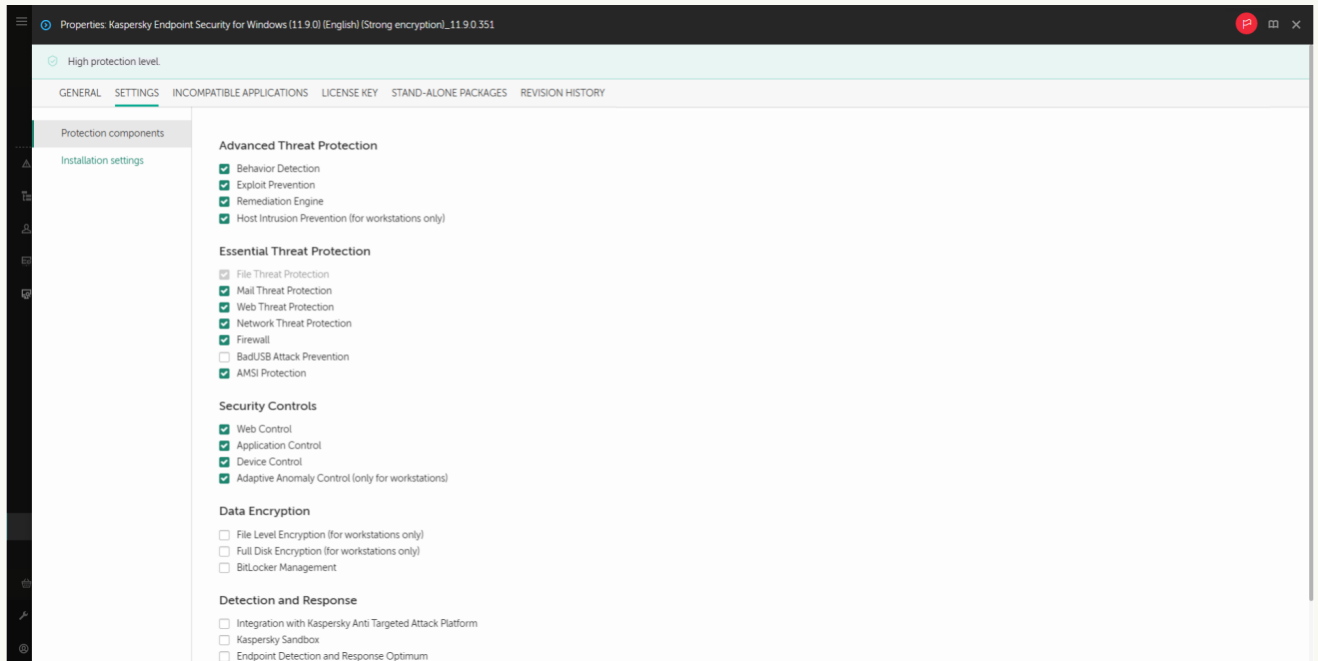 Properties: Kaspersky Endpoint Security for Windows (11.9.0) (English) (Strong encryption)_11.9.0.351
High protection level.
GENERAL SETTINGS INCOMPATIBLE APPLICATIONS LICENSE KEY STAND-ALONE PACKAGES REVISION HISTORY
Protection components
Installation settings
Advanced Threat Protection
Behavior Detection
Exploit Prevention
Remediation Engine
Host Intrusion Prevention (for workstations only)
Essential Threat Protection
File Threat Protection
Mail Threat Protection
Web Threat Protection
Network Threat Protection
Firewall
BadUSB Attack Prevention
AMSI Protection
Security Controls
Web Control
Application Control
Device Control
Adaptive Anomaly Control (only for workstations)
Data Encryption
File Level Encryption (for workstations only)
Full Disk Encryption (for workstations only)
BitLocker Management
Detection and Response
Integration with Kaspersky Anti Targeted Attack Platform
Kaspersky Sandbox
Endpoint Detection and Response Optimum